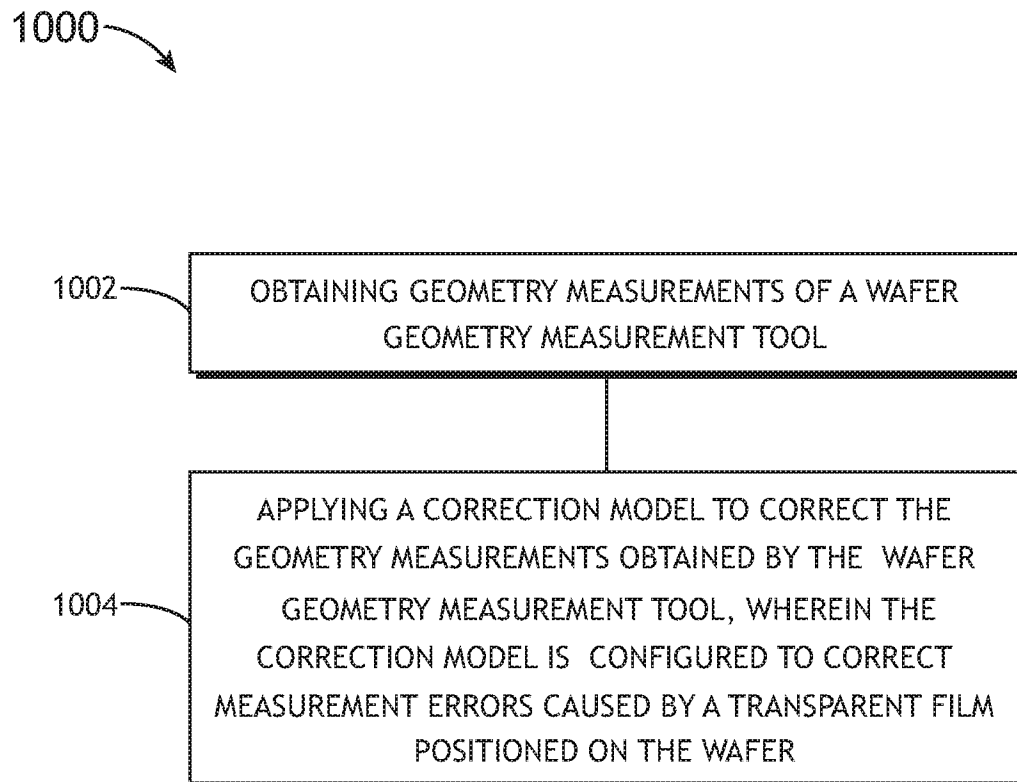 1000
1002
OBTAINING GEOMETRY MEASUREMENTS OF A WAFER
GEOMETRY MEASUREMENT TOOL
1004
APPLYING A CORRECTION MODEL TO CORRECT THE
GEOMETRY MEASUREMENTS OBTAINED BY THE WAFER
GEOMETRY MEASUREMENT TOOL, WHEREIN THE
CORRECTION MODEL IS CONFIGURED TO CORRECT
MEASUREMENT ERRORS CAUSED BY A TRANSPARENT FILM
POSITIONED ON THE WAFER